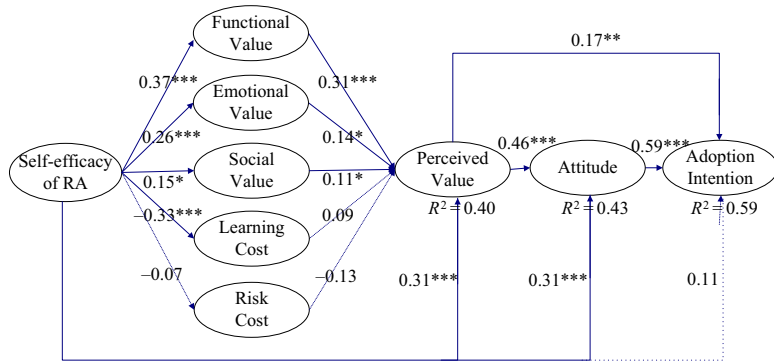 Functional
Value
0.17**
0.37***
0.31***
Emotional
Value
0.26***
0.14*
0.46***
0.59***
Self-efficacy
of RA
Social
Value
Perceived
Value
Attitude
Adoption
Intention
0.15*
0.11*
R² = 0.40
R² = 0.43
R² = 0.59
–0.33***
Learning
Cost
0.09
–0.07
–0.13
0.31***
0.31***
0.11
Risk
Cost